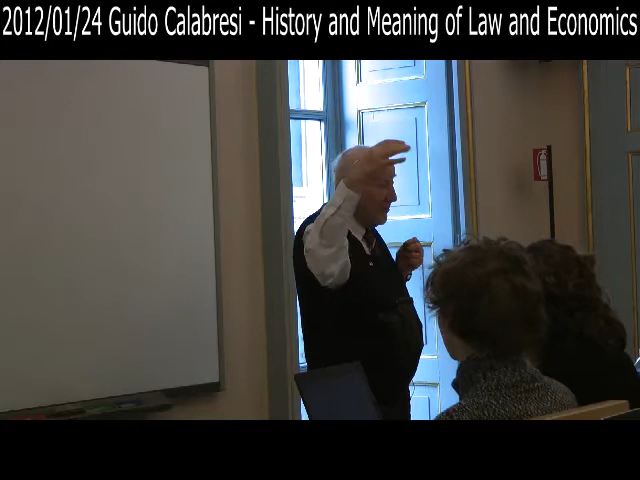 2012/01/24 Guido Calabresi - History and Meaning of Law and Economics